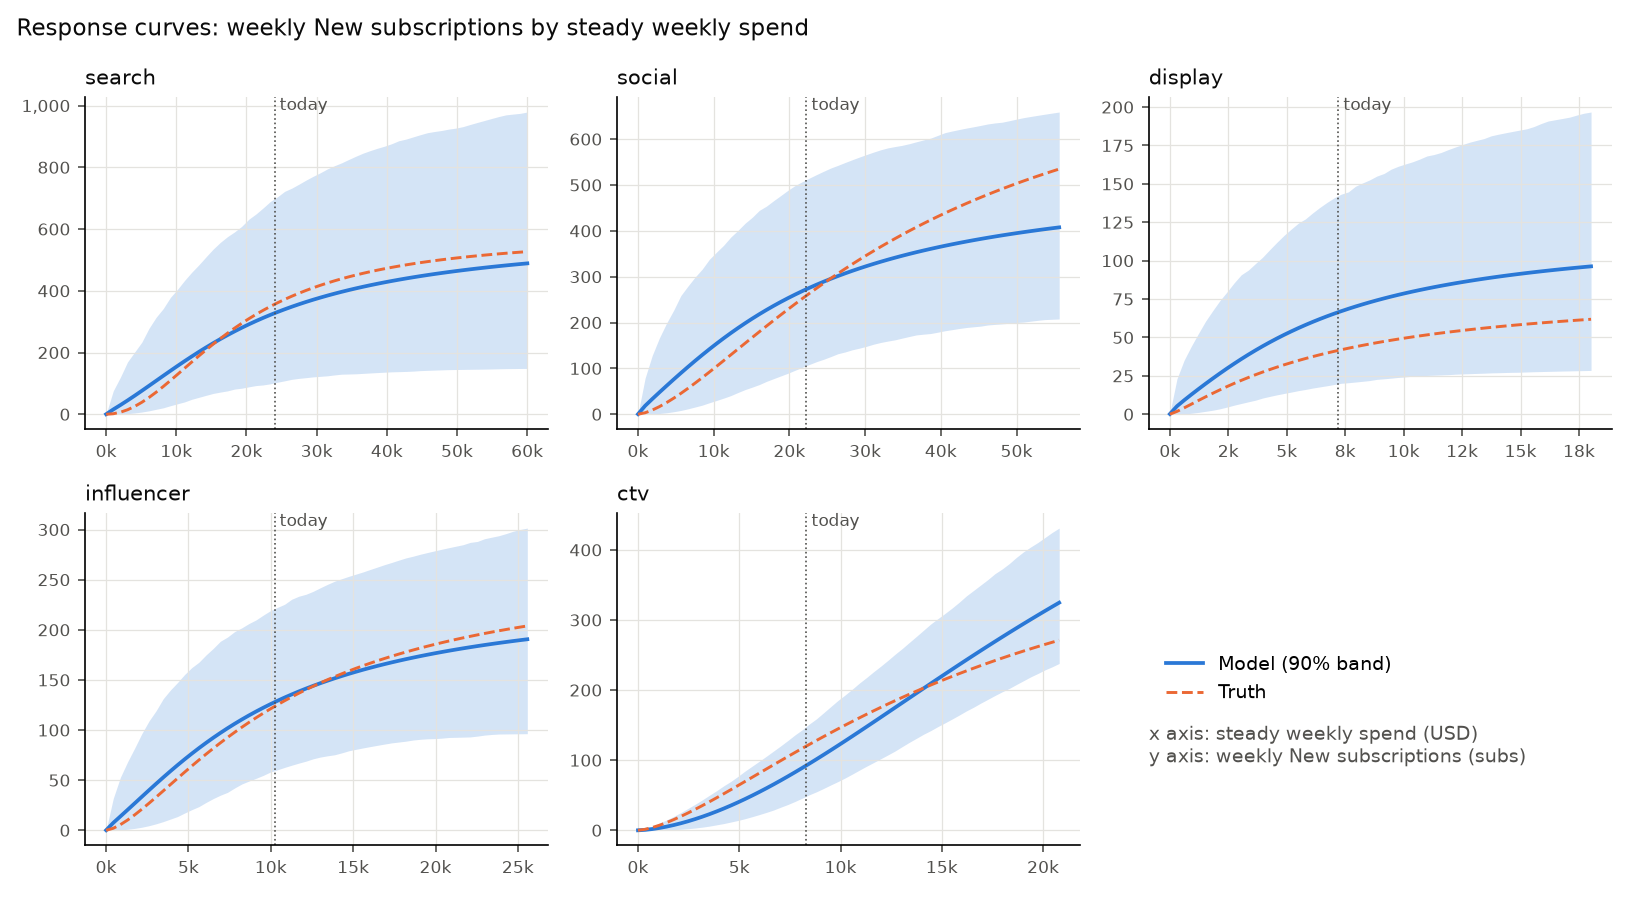 Response curves: weekly New subscriptions by steady weekly spend
search
today
1,000
800
600
400
200
0
0k 10k 20k 30k 40k 50k 60k
social
today
600
500
400
300
200
100
0
0k 10k 20k 30k 40k 50k
display
today
200
175
150
125
100
75
50
25
0
0k 2k 5k 8k 10k 12k 15k 18k
influencer
today
300
250
200
150
100
50
0
0k 5k 10k 15k 20k 25k
ctv
today
400
300
200
100
0
0k 5k 10k 15k 20k
Model (90% band)
Truth
x axis: steady weekly spend (USD)
y axis: weekly New subscriptions (subs)